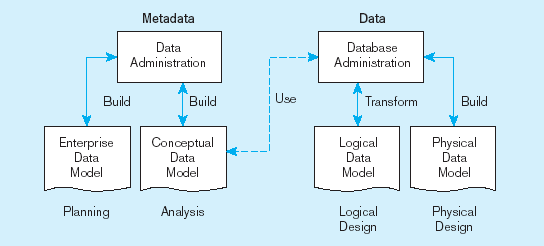 Metadata
Data
Data
Administration
Database
Administration
Build
Build
Use
Transform
Build
Enterprise
Data
Model
Conceptual
Data
Model
Logical
Data
Model
Physical
Data
Model
Planning
Analysis
Logical
Design
Physical
Design